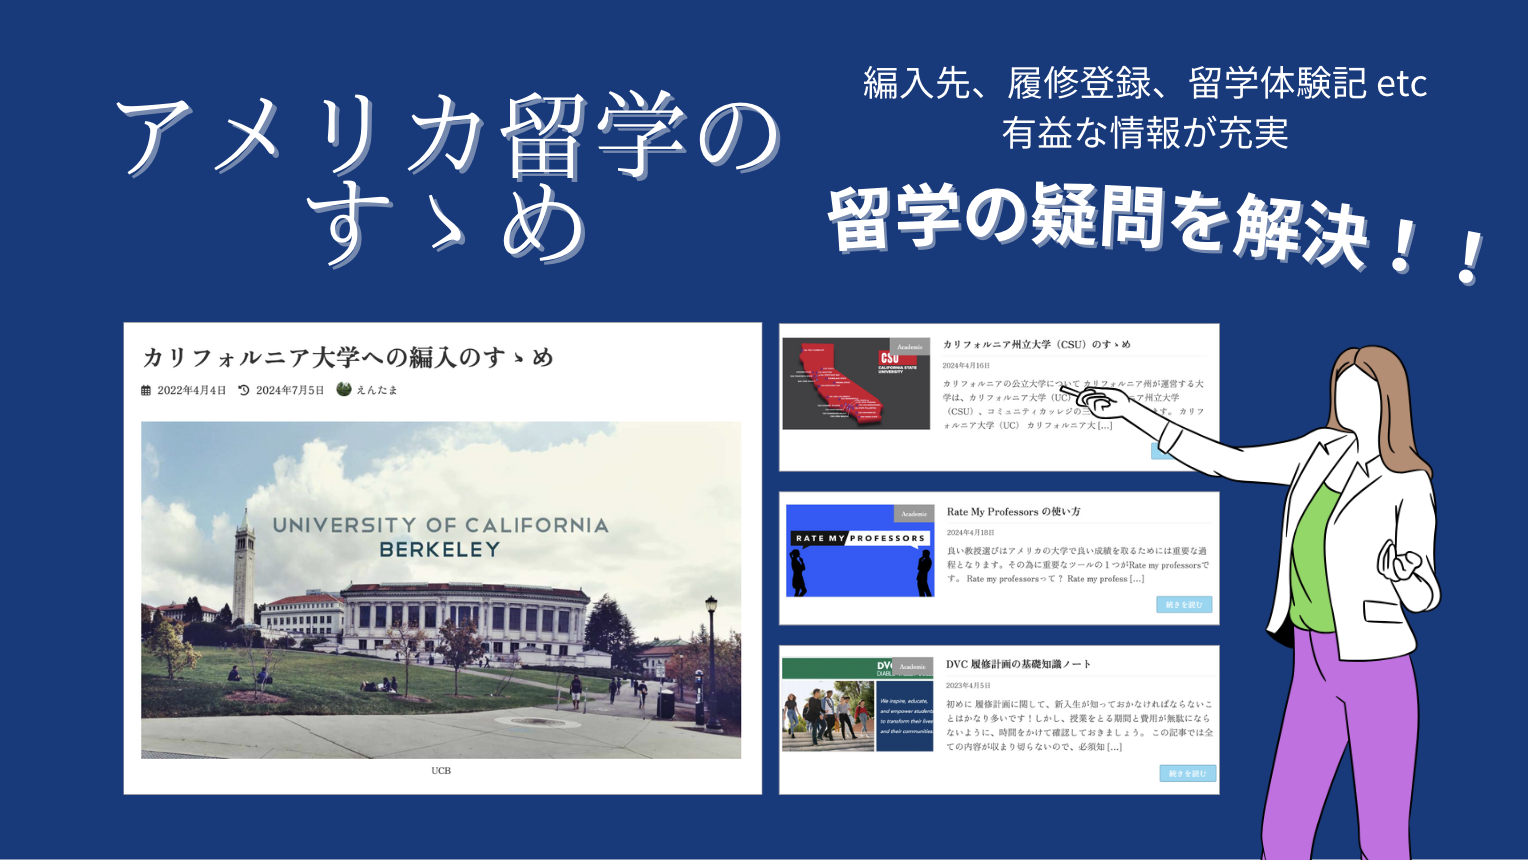 アメリカ留学の
すゝめ
編入先、履修登録、留学体験記 etc
有益な情報が充実
留学の疑問を解決！！
カリフォルニア大学への編入のすゝめ
2022年4月4日 2024年7月5日 えんたま
UNIVERSITY OF CALIFORNIA
BERKELEY
UCB
Academic
CSU
CALIFORNIA STATE
UNIVERSITY
カリフォルニア州立大学（CSU）のすゝめ
2024年4月16日
カリフォルニアの公立大学について カリフォルニア州が運営する大
学は、カリフォルニア大学（UC）
ア州立大学
（CSU）、コミュニティカッレジの三
ます。 カリフ
ォルニア大学（UC） カリフォルニア大 [...]
Academic
RATE MY PROFESSORS
Rate My Professors の使い方
2024年4月18日
良い教授選びはアメリカの大学で良い成績を取るためには重要な過
程となります。その為に重要なツールの１つがRate my professorsで
す。 Rate my professorsって？ Rate my profess [...]
続きを読む
DV
Academic
DIABL
We inspire, educate,
and empower students
to transform their lives
and their communities.
DVC 履修計画の基礎知識ノート
2023年4月5日
初めに 履修計画に関して、新入生が知っておかなければならないこ
とはかなり多いです！しかし、授業をとる期間と費用が無駄になら
ないように、時間をかけて確認しておきましょう。 この記事では全
ての内容が収まり切らないので、必須知 [...]
続きを読む